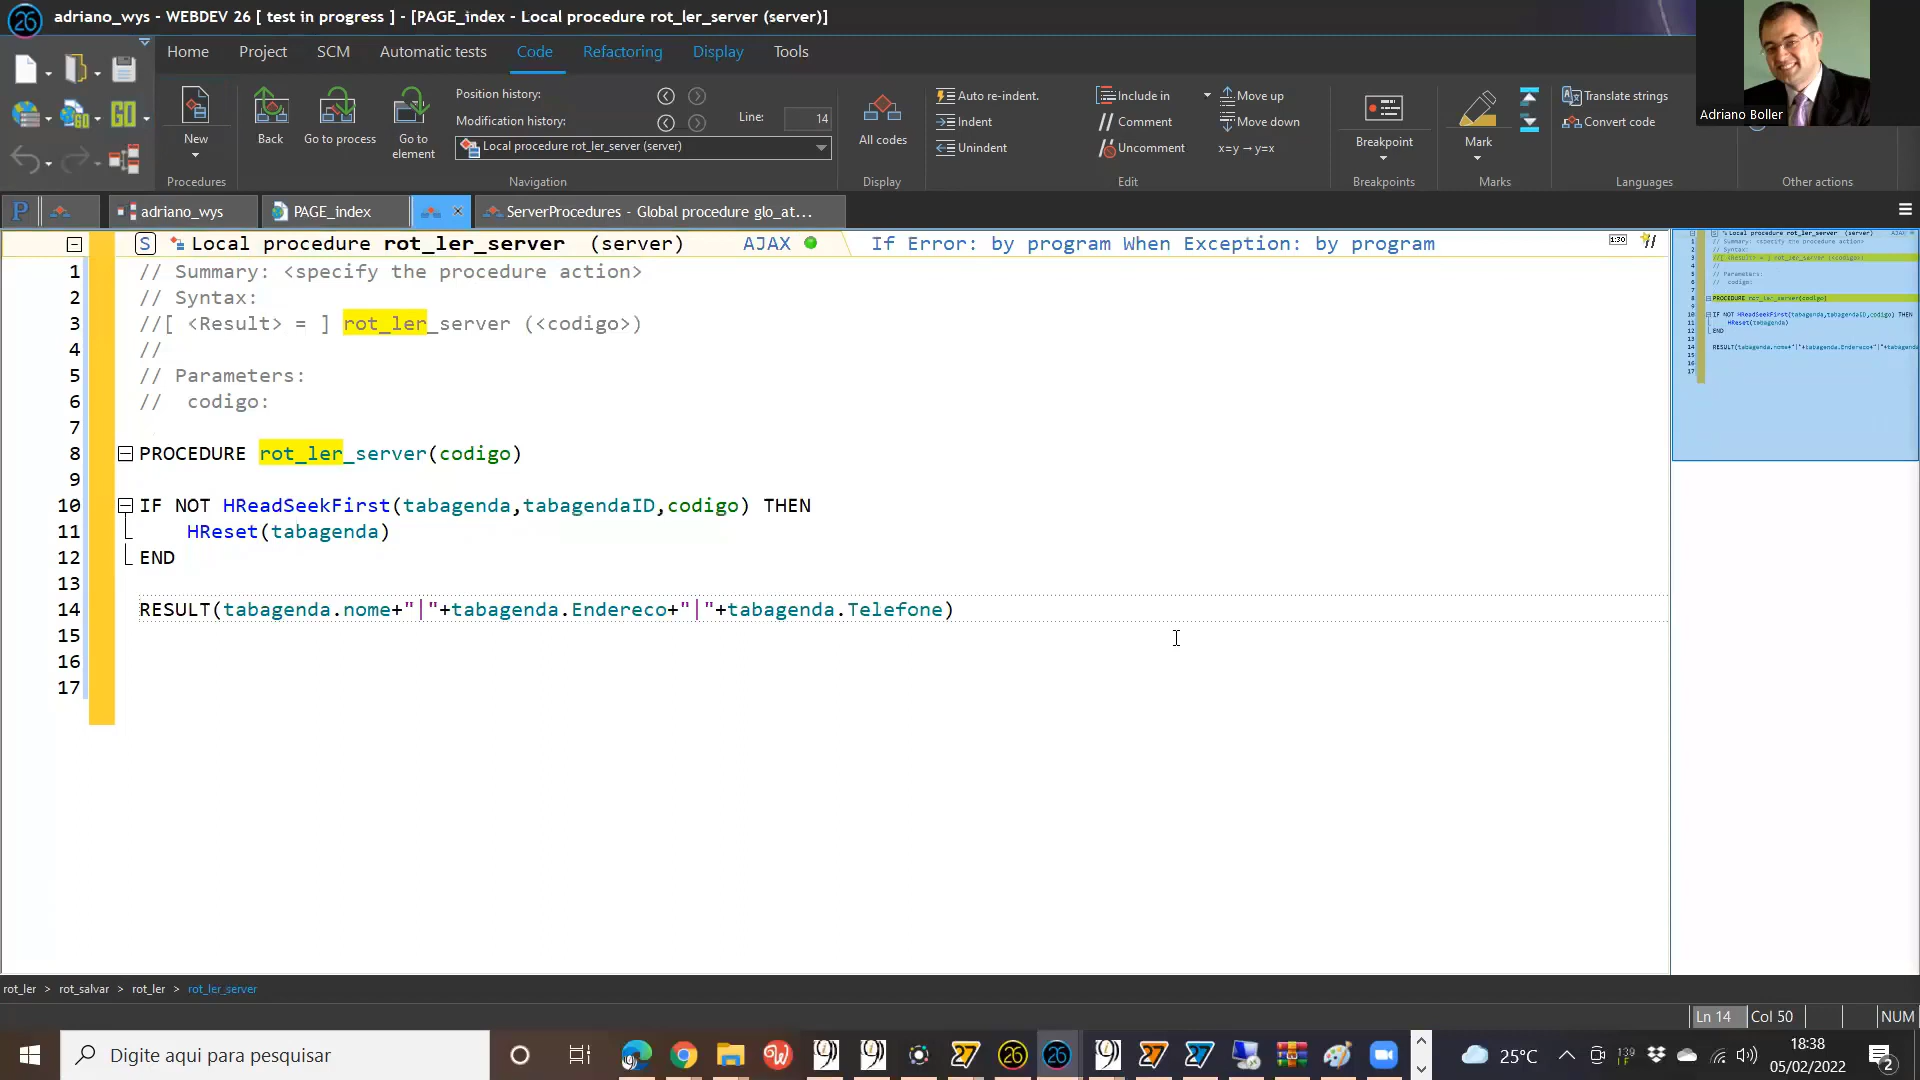 adriano_wys - WEBDEV 26 [ test in progress ] - [PAGE_index - Local procedure rot_ler_server (server)]
Home Project SCM Automatic tests Code Refactoring Display Tools
Adriano Boller
New
Back
Go to process
Go to element
Position history:
Modification history:
Line: 14
Local procedure rot_ler_server (server)
All codes
Auto re-indent.
Indent
Unindent
Include in
Comment
Uncomment
Move up
Move down
x=y → y=x
Breakpoint
Mark
Translate strings
Convert code
Procedures Navigation Display Edit Breakpoints Marks Languages Other actions
adriano_wys PAGE_index ServerProcedures - Global procedure glo_at...
S Local procedure rot_ler_server (server) AJAX If Error: by program When Exception: by program
1 // Summary: <specify the procedure action>
2 // Syntax:
3 //[ <Result> = ] rot_ler_server (<codigo>)
4 //
5 // Parameters:
6 // codigo:
7
8 PROCEDURE rot_ler_server(codigo)
9
10 IF NOT HReadSeekFirst(tabagenda,tabagendaID,codigo) THEN
11 HReset(tabagenda)
12 END
13
14 RESULT(tabagenda.nome+"|"+tabagenda.Endereco+"|"+tabagenda.Telefone)
15
16
17
rot_ler > rot_salvar > rot_ler > rot_ler_server
Ln 14 Col 50 NUM
Digite aqui para pesquisar
25°C
18:38
05/02/2022
2